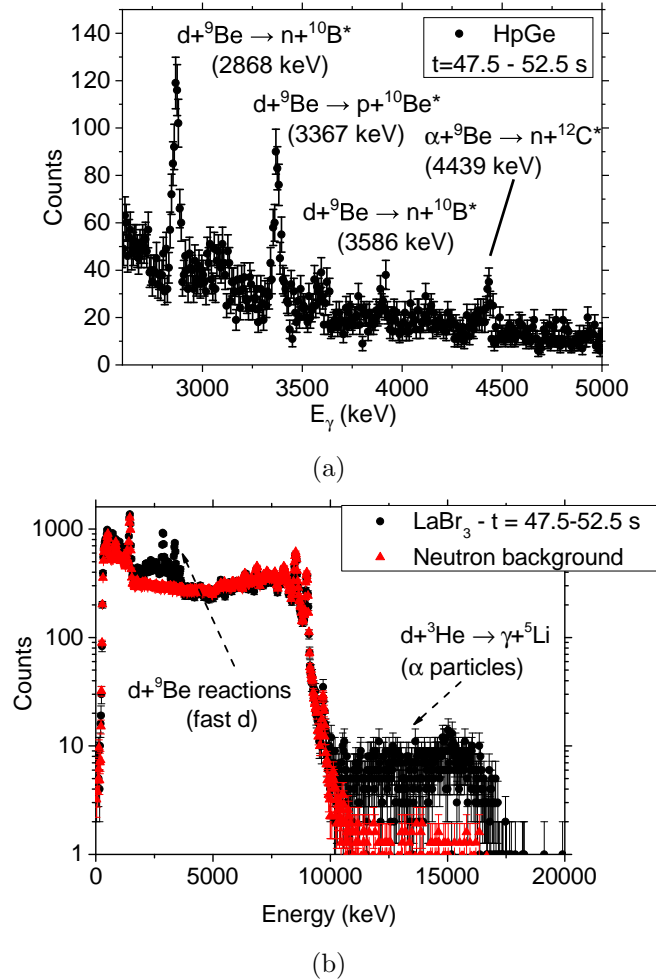 140
120
100
80
60
40
20
0
Counts
d+⁹Be → n+¹⁰B*
(2868 keV)
HpGe
t=47.5 - 52.5 s
d+⁹Be → p+¹⁰Be*
(3367 keV)
α+⁹Be → n+¹²C*
(4439 keV)
d+⁹Be → n+¹⁰B*
(3586 keV)
3000 3500 4000 4500 5000
Eγ (keV)
(a)
1000
100
10
1
Counts
LaBr₃ - t = 47.5-52.5 s
Neutron background
d+³He → γ+⁵Li
(α particles)
d+⁹Be reactions
(fast d)
0 5000 10000 15000 20000
Energy (keV)
(b)